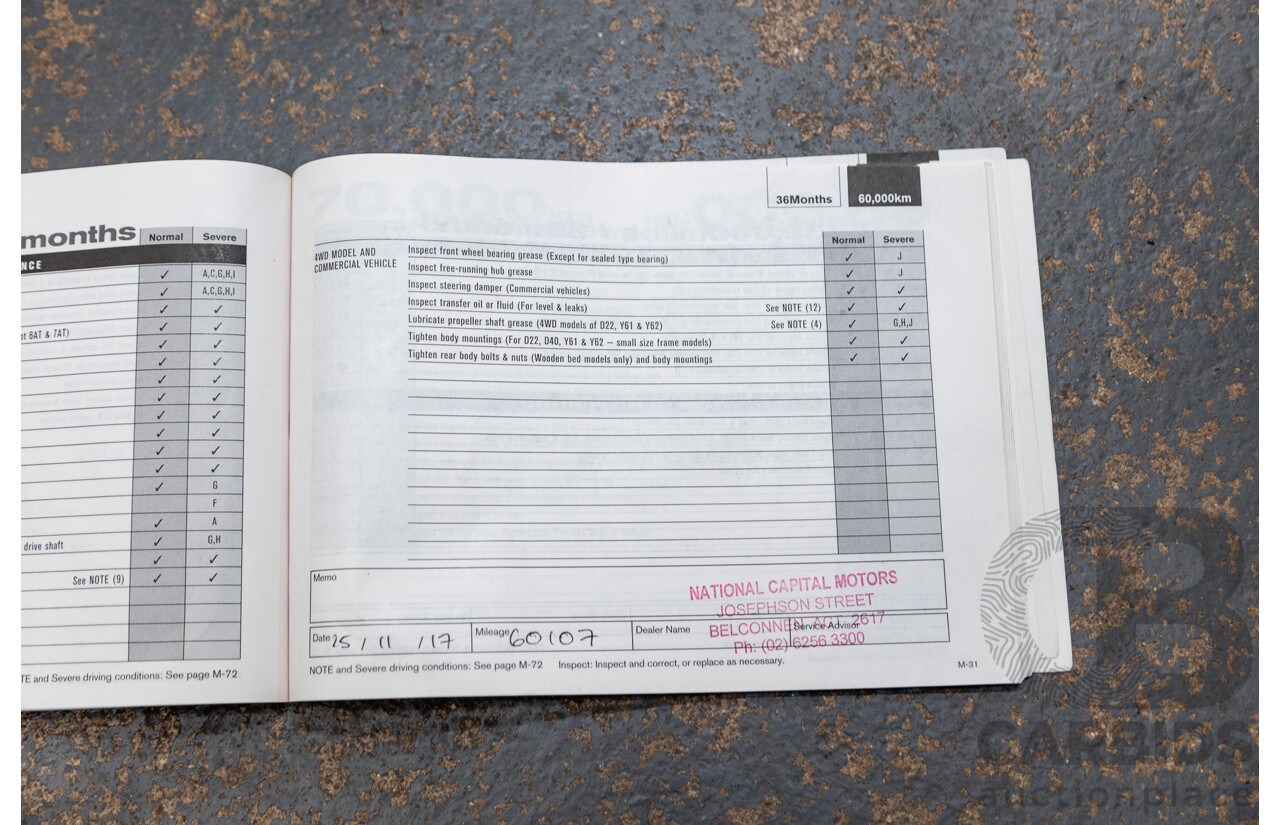 months Normal Severe
NCE
✓ A,C,G,H,I
✓ A,C,G,H,I
✓ ✓
ot 6AT & 7AT) ✓ ✓
✓ ✓
✓ ✓
✓ ✓
✓ ✓
✓ ✓
✓ ✓
✓ ✓
✓ ✓
✓ G
F
✓ A
drive shaft ✓ G,H
✓ ✓
See NOTE (9) ✓ ✓
TE and Severe driving conditions: See page M-72
36Months 60,000km
Normal Severe
4WD MODEL AND
COMMERCIAL VEHICLE
Inspect front wheel bearing grease (Except for sealed type bearing) ✓ J
Inspect free-running hub grease ✓ J
Inspect steering damper (Commercial vehicles) ✓ ✓
Inspect transfer oil or fluid (For level & leaks) See NOTE (12) ✓ ✓
Lubricate propeller shaft grease (4WD models of D22, Y61 & Y62) See NOTE (4) ✓ G,H,J
Tighten body mountings (For D22, D40, Y61 & Y62 – small size frame models) ✓ ✓
Tighten rear body bolts & nuts (Wooden bed models only) and body mountings ✓ ✓
Memo
NATIONAL CAPITAL MOTORS
JOSEPHSON STREET
BELCONNEN ACT 2617
Ph: (02) 6256 3300
Date 25 / 11 / 17 Mileage 60107 Dealer Name Service Advisor
NOTE and Severe driving conditions: See page M-72 Inspect: Inspect and correct, or replace as necessary.
M-31
CARBIDS
auctionplace